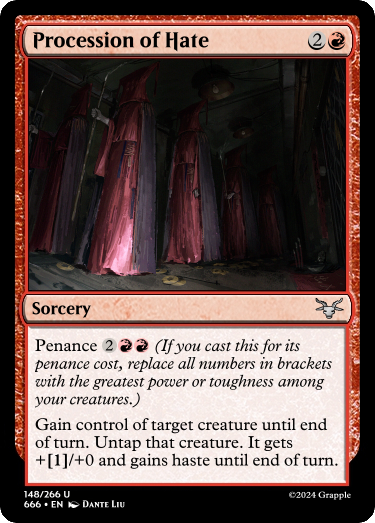 Procession of Hate 2
Sorcery
Penance 2 (If you cast this for its
penance cost, replace all numbers in brackets
with the greatest power or toughness among
your creatures.)
Gain control of target creature until end
of turn. Untap that creature. It gets
+[1]/+0 and gains haste until end of turn.
148/266 U
666 • EN Dante Liu
©2024 Grapple